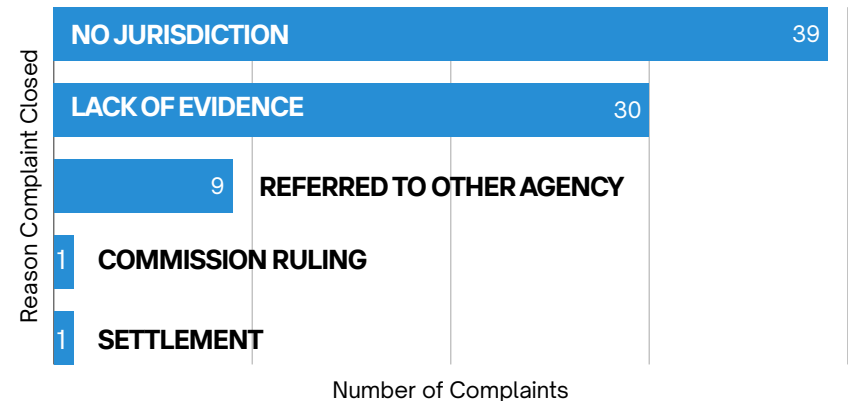 NO JURISDICTION 39
LACK OF EVIDENCE 30
9 REFERRED TO OTHER AGENCY
1 COMMISSION RULING
1 SETTLEMENT
Reason Complaint Closed
Number of Complaints